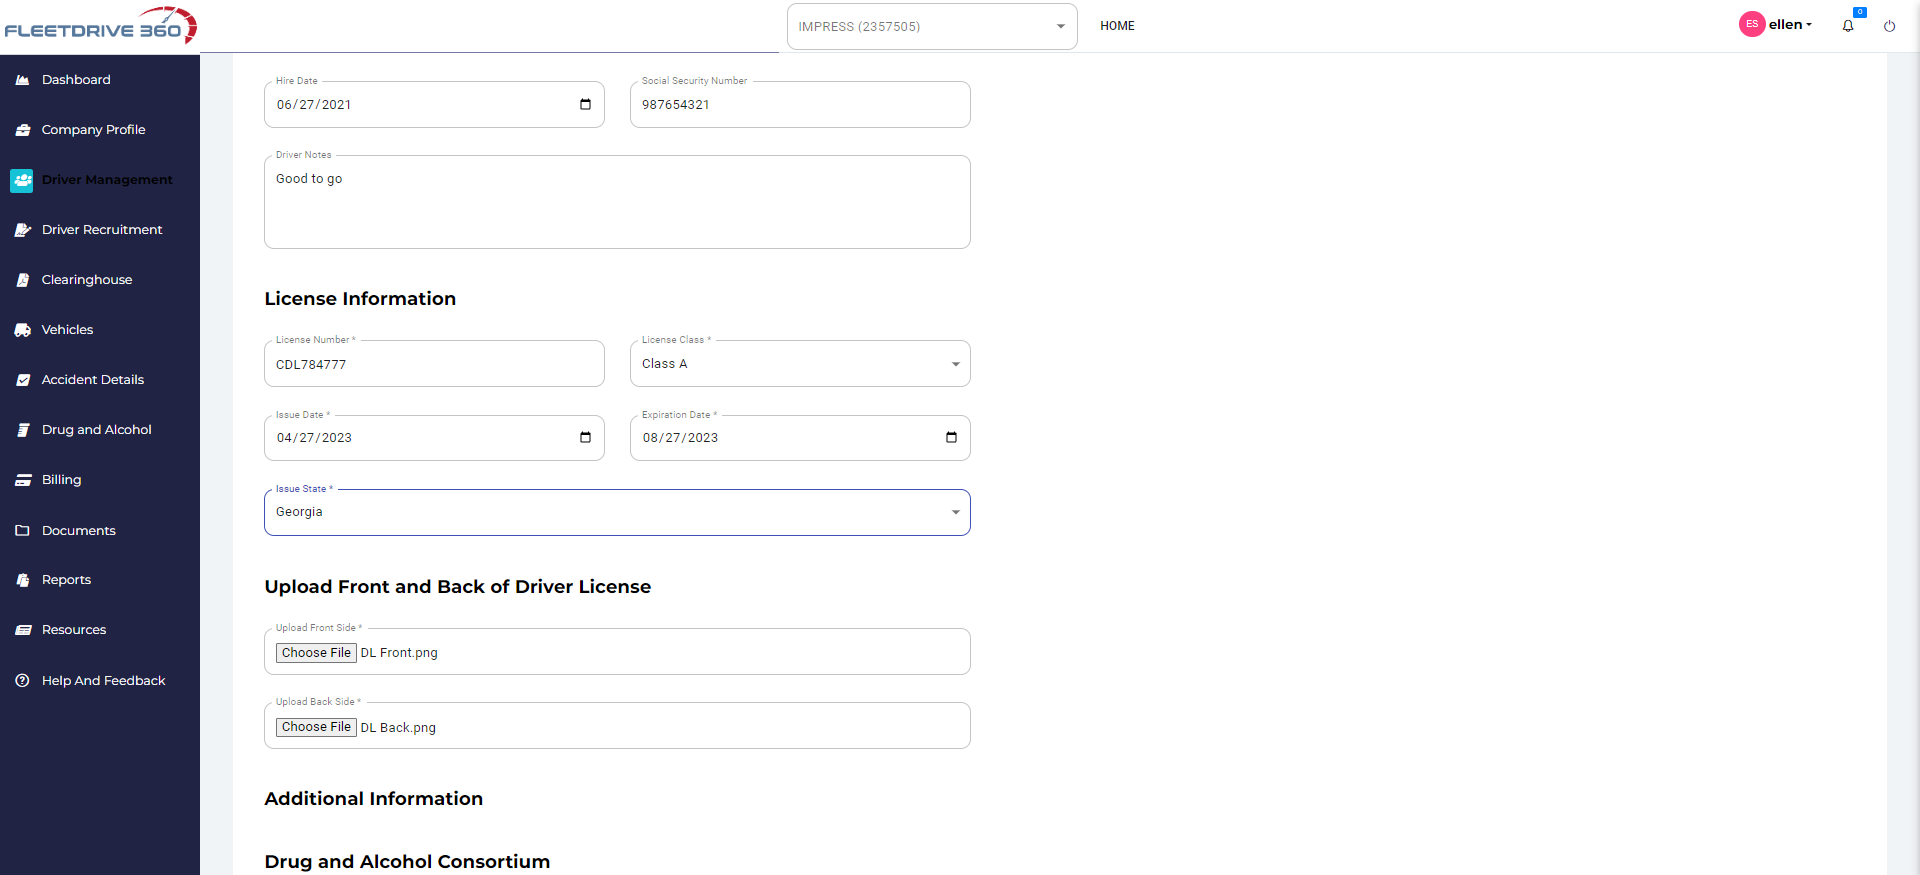 FLEETDRIVE 360
IMPRESS (2357505)
HOME
ES
ellen
0
Dashboard
Company Profile
Driver Management
Driver Recruitment
Clearinghouse
Vehicles
Accident Details
Drug and Alcohol
Billing
Documents
Reports
Resources
Help And Feedback
Hire Date
06/27/2021
Social Security Number
987654321
Driver Notes
Good to go
License Information
License Number *
CDL784777
License Class *
Class A
Issue Date *
04/27/2023
Expiration Date *
08/27/2023
Issue State *
Georgia
Upload Front and Back of Driver License
Upload Front Side *
Choose File DL Front.png
Upload Back Side *
Choose File DL Back.png
Additional Information
Drug and Alcohol Consortium